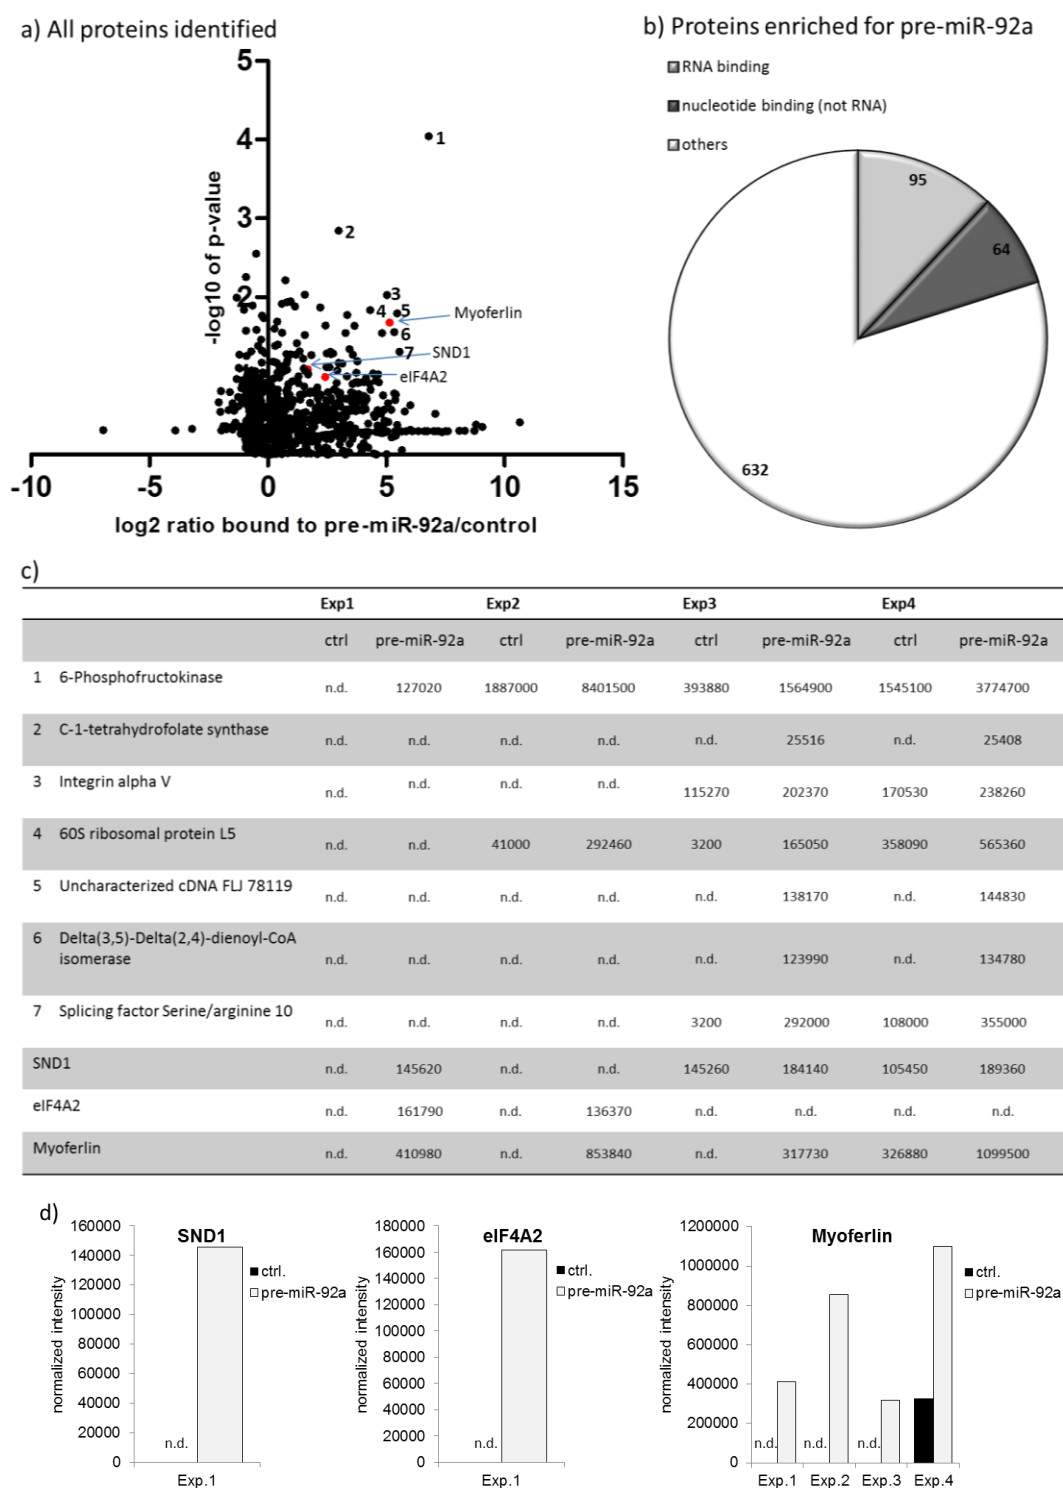 a) All proteins identified
5
4
3
2
1
2
3
4
5
6
7
Myoferlin
SND1
eIF4A2
-log10 of p-value
-10
-5
0
5
10
15
log2 ratio bound to pre-miR-92a/control
b) Proteins enriched for pre-miR-92a
RNA binding
nucleotide binding (not RNA)
others
95
64
632
c)
Exp1 Exp2 Exp3 Exp4
ctrl pre-miR-92a ctrl pre-miR-92a ctrl pre-miR-92a ctrl pre-miR-92a
1 6-Phosphofructokinase n.d. 127020 1887000 8401500 393880 1564900 1545100 3774700
2 C-1-tetrahydrofolate synthase n.d. n.d. n.d. n.d. n.d. 25516 n.d. 25408
3 Integrin alpha V n.d. n.d. n.d. n.d. 115270 202370 170530 238260
4 60S ribosomal protein L5 n.d. n.d. 41000 292460 3200 165050 358090 565360
5 Uncharacterized cDNA FLJ 78119 n.d. n.d. n.d. n.d. n.d. 138170 n.d. 144830
6 Delta(3,5)-Delta(2,4)-dienoyl-CoA
isomerase n.d. n.d. n.d. n.d. n.d. 123990 n.d. 134780
7 Splicing factor Serine/arginine 10 n.d. n.d. n.d. n.d. 3200 292000 108000 355000
SND1 n.d. 145620 n.d. n.d. 145260 184140 105450 189360
eIF4A2 n.d. 161790 n.d. 136370 n.d. n.d. n.d. n.d.
Myoferlin n.d. 410980 n.d. 853840 n.d. 317730 326880 1099500
d)
SND1
normalized intensity
160000
140000
120000
100000
80000
60000
40000
20000
0
n.d.
Exp.1
ctrl.
pre-miR-92a
eIF4A2
normalized intensity
180000
160000
140000
120000
100000
80000
60000
40000
20000
0
n.d.
Exp.1
ctrl.
pre-miR-92a
Myoferlin
normalized intensity
1200000
1000000
800000
600000
400000
200000
0
n.d. n.d. n.d.
Exp.1 Exp.2 Exp.3 Exp.4
ctrl.
pre-miR-92a